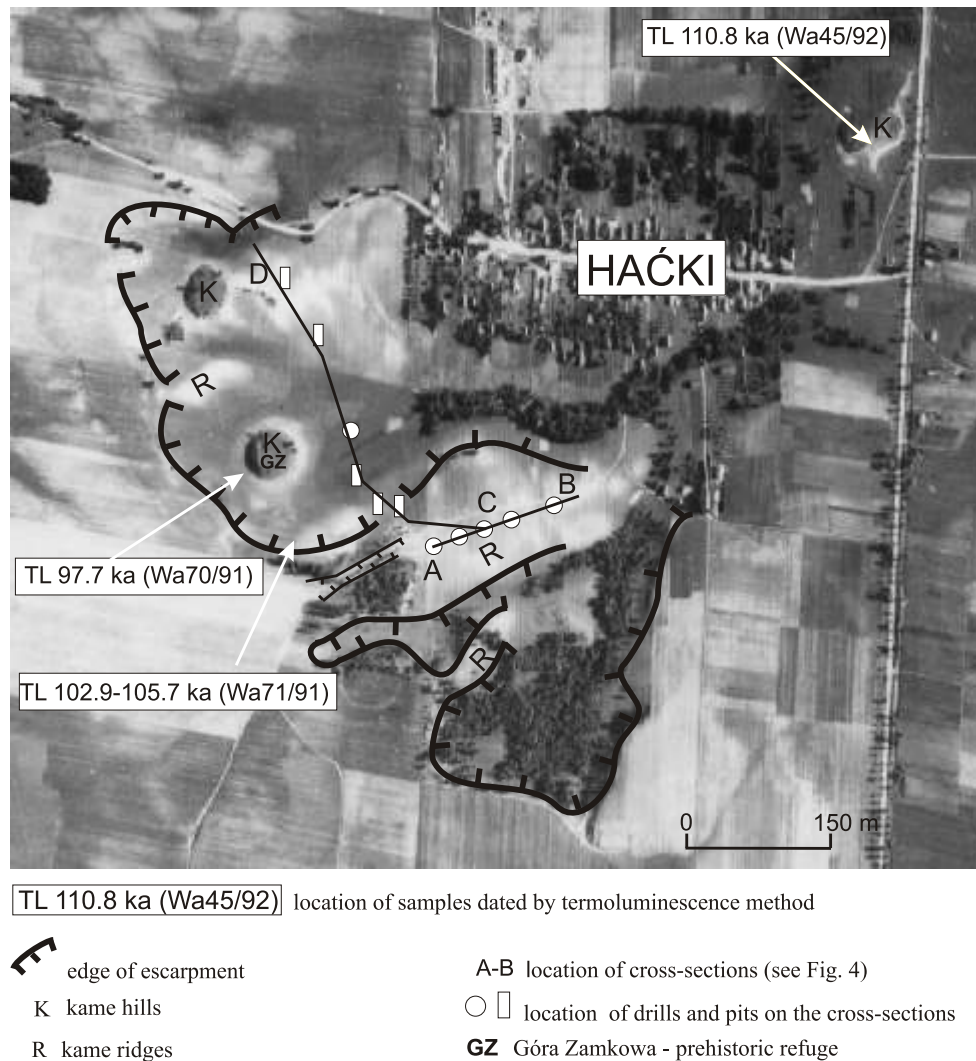 TL 110.8 ka (Wa45/92)
K
HAĆKI
D
K
R
K
GZ
B
C
R
A
TL 97.7 ka (Wa70/91)
R
TL 102.9-105.7 ka (Wa71/91)
0 150 m
TL 110.8 ka (Wa45/92) location of samples dated by termoluminescence method
edge of escarpment
A-B location of cross-sections (see Fig. 4)
K kame hills
location of drills and pits on the cross-sections
R kame ridges
GZ Góra Zamkowa - prehistoric refuge